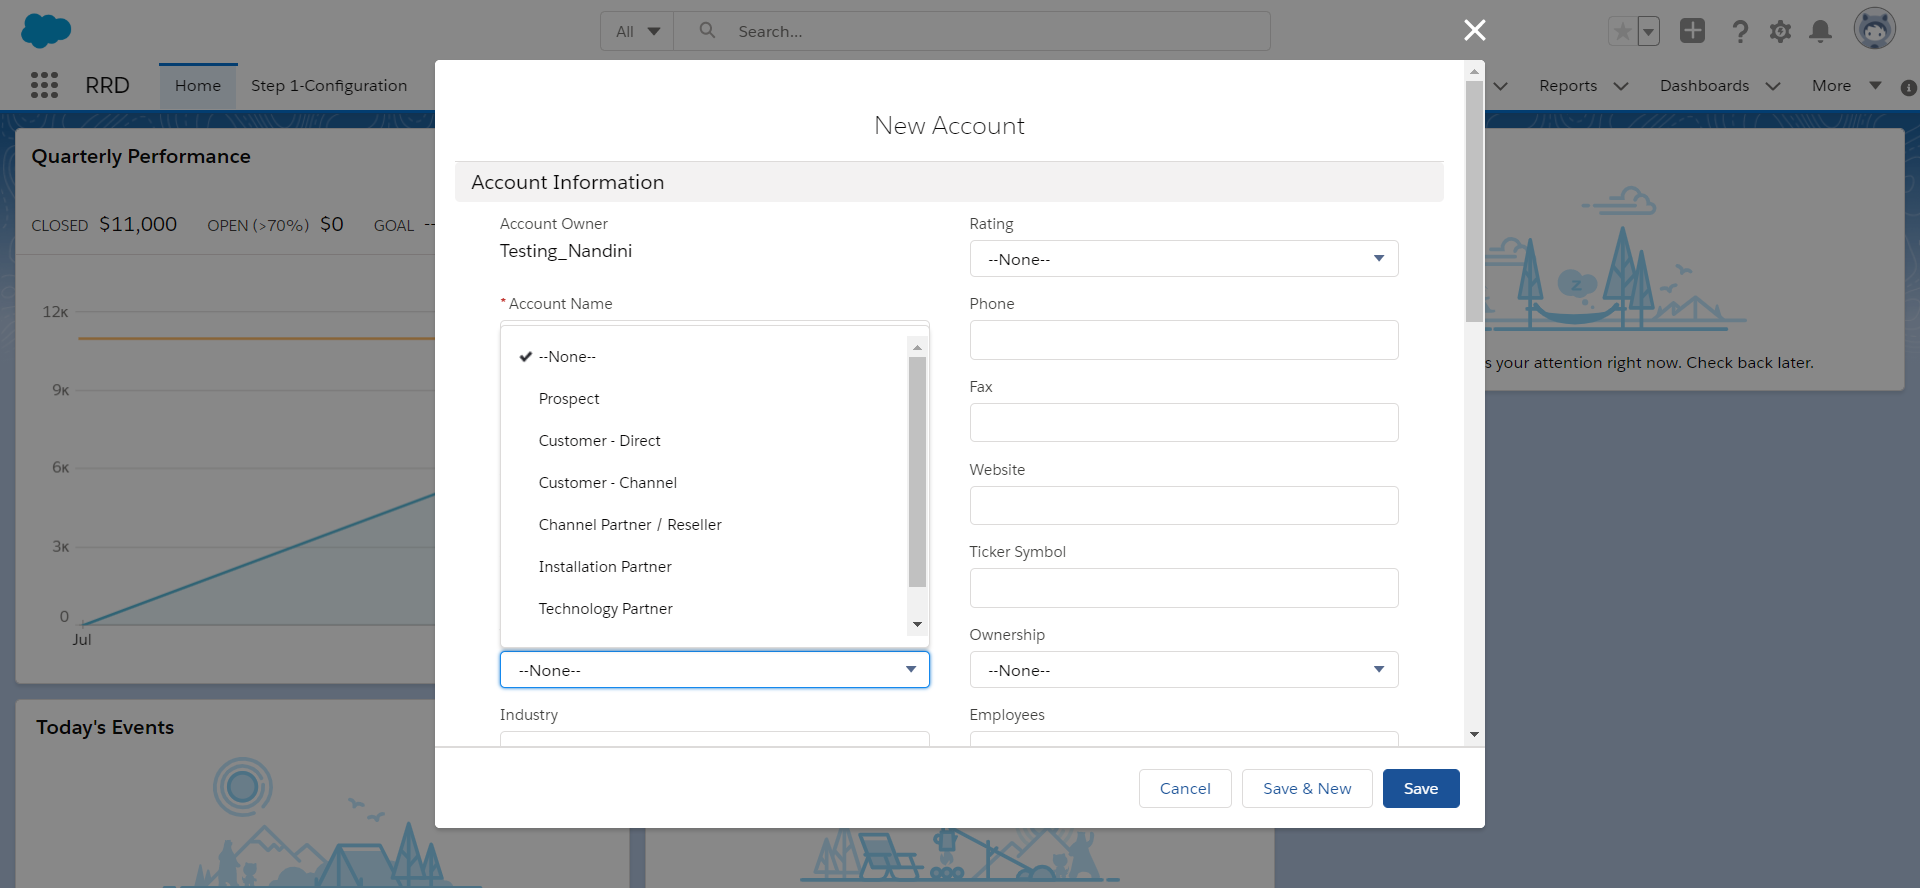 All
Search...
RRD
Home
Step 1-Configuration
Reports
Dashboards
More
Quarterly Performance
CLOSED $11,000 OPEN (>70%) $0 GOAL --
12K
9K
6K
3K
0
Jul
Today's Events
s your attention right now. Check back later.
z
New Account
Account Information
Account Owner
Testing_Nandini
Rating
--None--
*Account Name
Phone
--None--
Prospect
Customer - Direct
Customer - Channel
Channel Partner / Reseller
Installation Partner
Technology Partner
--None--
Fax
Website
Ticker Symbol
Ownership
--None--
Industry
Employees
Cancel
Save & New
Save